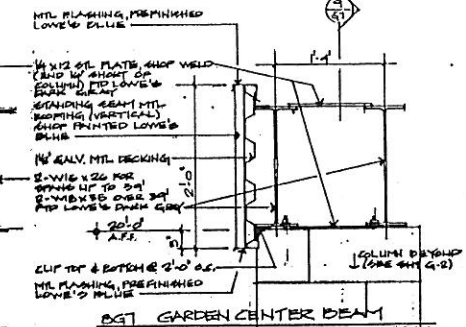 MTL FLASHING, PREFINISHED
LOWE'S BLUE
9
G7
1/4 x 12 STL PLATE, SHOP WELD
(END 1/4" SHORT OF
COLUMN) PTD LOWE'S
DARK GRAY
1'-4"
STANDING SEAM MTL
ROOFING (VERTICAL)
SHOP PAINTED LOWE'S
BLUE
1 1/2" GALV. MTL DECKING
2'-0"
2-W16 x 26 FOR
SPANS UP TO 39'
2-W18x35 OVER 39'
PTD LOWE'S DARK GREY
20'-0"
A.F.F.
5"
CLIP TOP & BOTTOM @ 2'-0" O.C.
COLUMN BEYOND
(SEE SHT G-2)
MTL FLASHING, PREFINISHED
LOWE'S BLUE
8G7 GARDEN CENTER BEAM